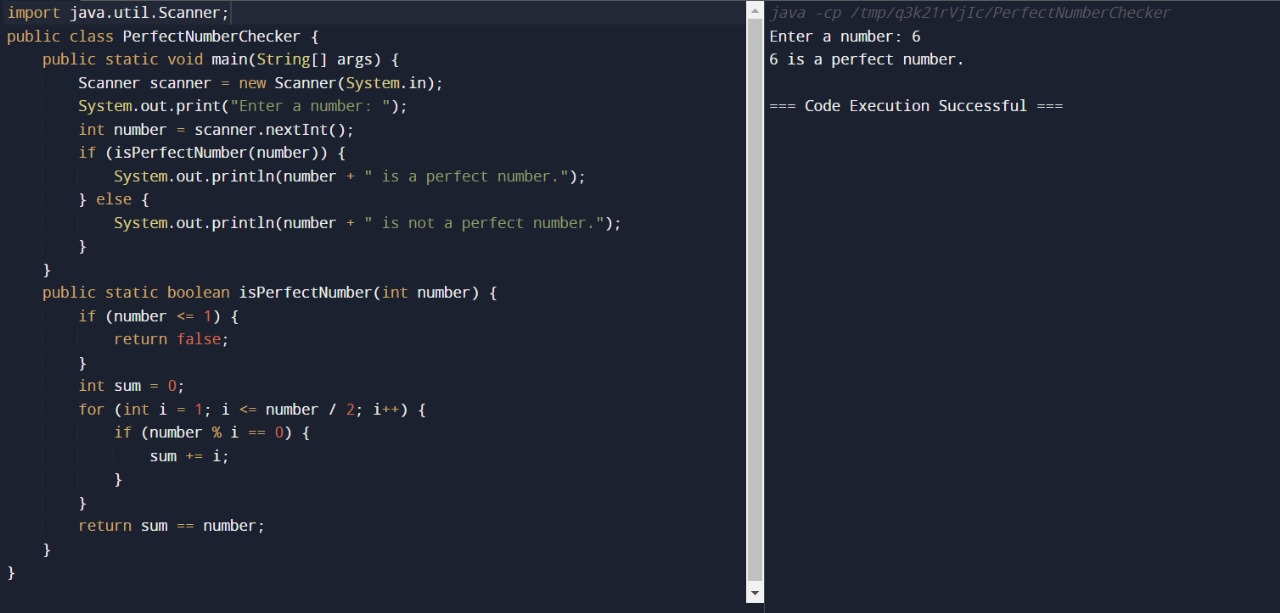 import java.util.Scanner;
public class PerfectNumberChecker {
    public static void main(String[] args) {
        Scanner scanner = new Scanner(System.in);
        System.out.print("Enter a number: ");
        int number = scanner.nextInt();
        if (isPerfectNumber(number)) {
            System.out.println(number + " is a perfect number.");
        } else {
            System.out.println(number + " is not a perfect number.");
        }
    }
    public static boolean isPerfectNumber(int number) {
        if (number <= 1) {
            return false;
        }
        int sum = 0;
        for (int i = 1; i <= number / 2; i++) {
            if (number % i == 0) {
                sum += i;
            }
        }
        return sum == number;
    }
}
java -cp /tmp/q3k21rVjIc/PerfectNumberChecker
Enter a number: 6
6 is a perfect number.
=== Code Execution Successful ===